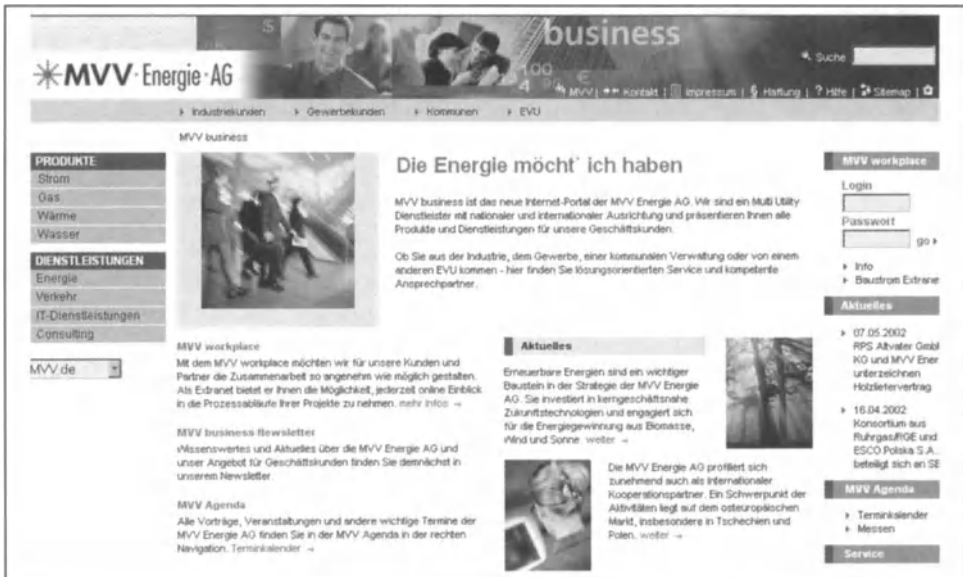 business
MVV Energie AG
Suche
MVV | Kontakt | Impressum | § Haftung | ? Hilfe | Sitemap |
Industriekunden Gewerbekunden Kommunen EVU
MVV business
PRODUKTE
Strom
Gas
Wärme
Wasser
DIENSTLEISTUNGEN
Energie
Verkehr
IT-Dienstleistungen
Consulting
MVV.de
Die Energie möcht` ich haben
MVV business ist das neue Internet-Portal der MVV Energie AG. Wir sind ein Multi Utility
Dienstleister mit nationaler und internationaler Ausrichtung und präsentieren Ihnen alle
Produkte und Dienstleistungen für unsere Geschäftskunden.
Ob Sie aus der Industrie, dem Gewerbe, einer kommunalen Verwaltung oder von einem
anderen EVU kommen - hier finden Sie lösungsorientierten Service und kompetente
Ansprechpartner.
MVV workplace
Mit dem MVV workplace möchten wir für unsere Kunden und
Partner die Zusammenarbeit so angenehm wie möglich gestalten.
Als Extranet bietet er Ihnen die Möglichkeit, jederzeit online Einblick
in die Prozessabläufe Ihrer Projekte zu nehmen. mehr Infos →
MVV business Newsletter
Wissenswertes und Aktuelles über die MVV Energie AG und
unser Angebot für Geschäftskunden finden Sie demnächst in
unserem Newsletter.
MVV Agenda
Alle Vorträge, Veranstaltungen und andere wichtige Termine der
MVV Energie AG finden Sie in der MVV Agenda in der rechten
Navigation. Terminkalender →
Aktuelles
Erneuerbare Energien sind ein wichtiger
Baustein in der Strategie der MVV Energie
AG. Sie investiert in kerngeschäftsnahe
Zukunftstechnologien und engagiert sich
für die Energiegewinnung aus Biomasse,
Wind und Sonne. weiter →
Die MVV Energie AG profiliert sich
zunehmend auch als internationaler
Kooperationspartner. Ein Schwerpunkt der
Aktivitäten liegt auf dem osteuropäischen
Markt, insbesondere in Tschechien und
Polen. weiter →
MVV workplace
Login
Passwort
go
Info
Baustrom Extrane
Aktuelles
07.05.2002
RPS Altvater Gmbl
KG und MVV Ener
unterzeichnen
Holzliefervertrag
16.04.2002
Konsortium aus
Ruhrgas/RGE und
ESCO Polska S.A.
beteiligt sich an SE
MVV Agenda
Terminkalender
Messen
Service